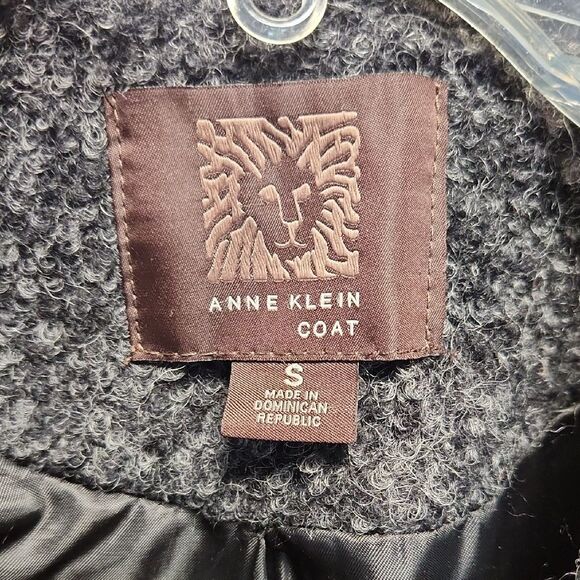 ANNE KLEIN
COAT
S
MADE IN
DOMINICAN
REPUBLIC